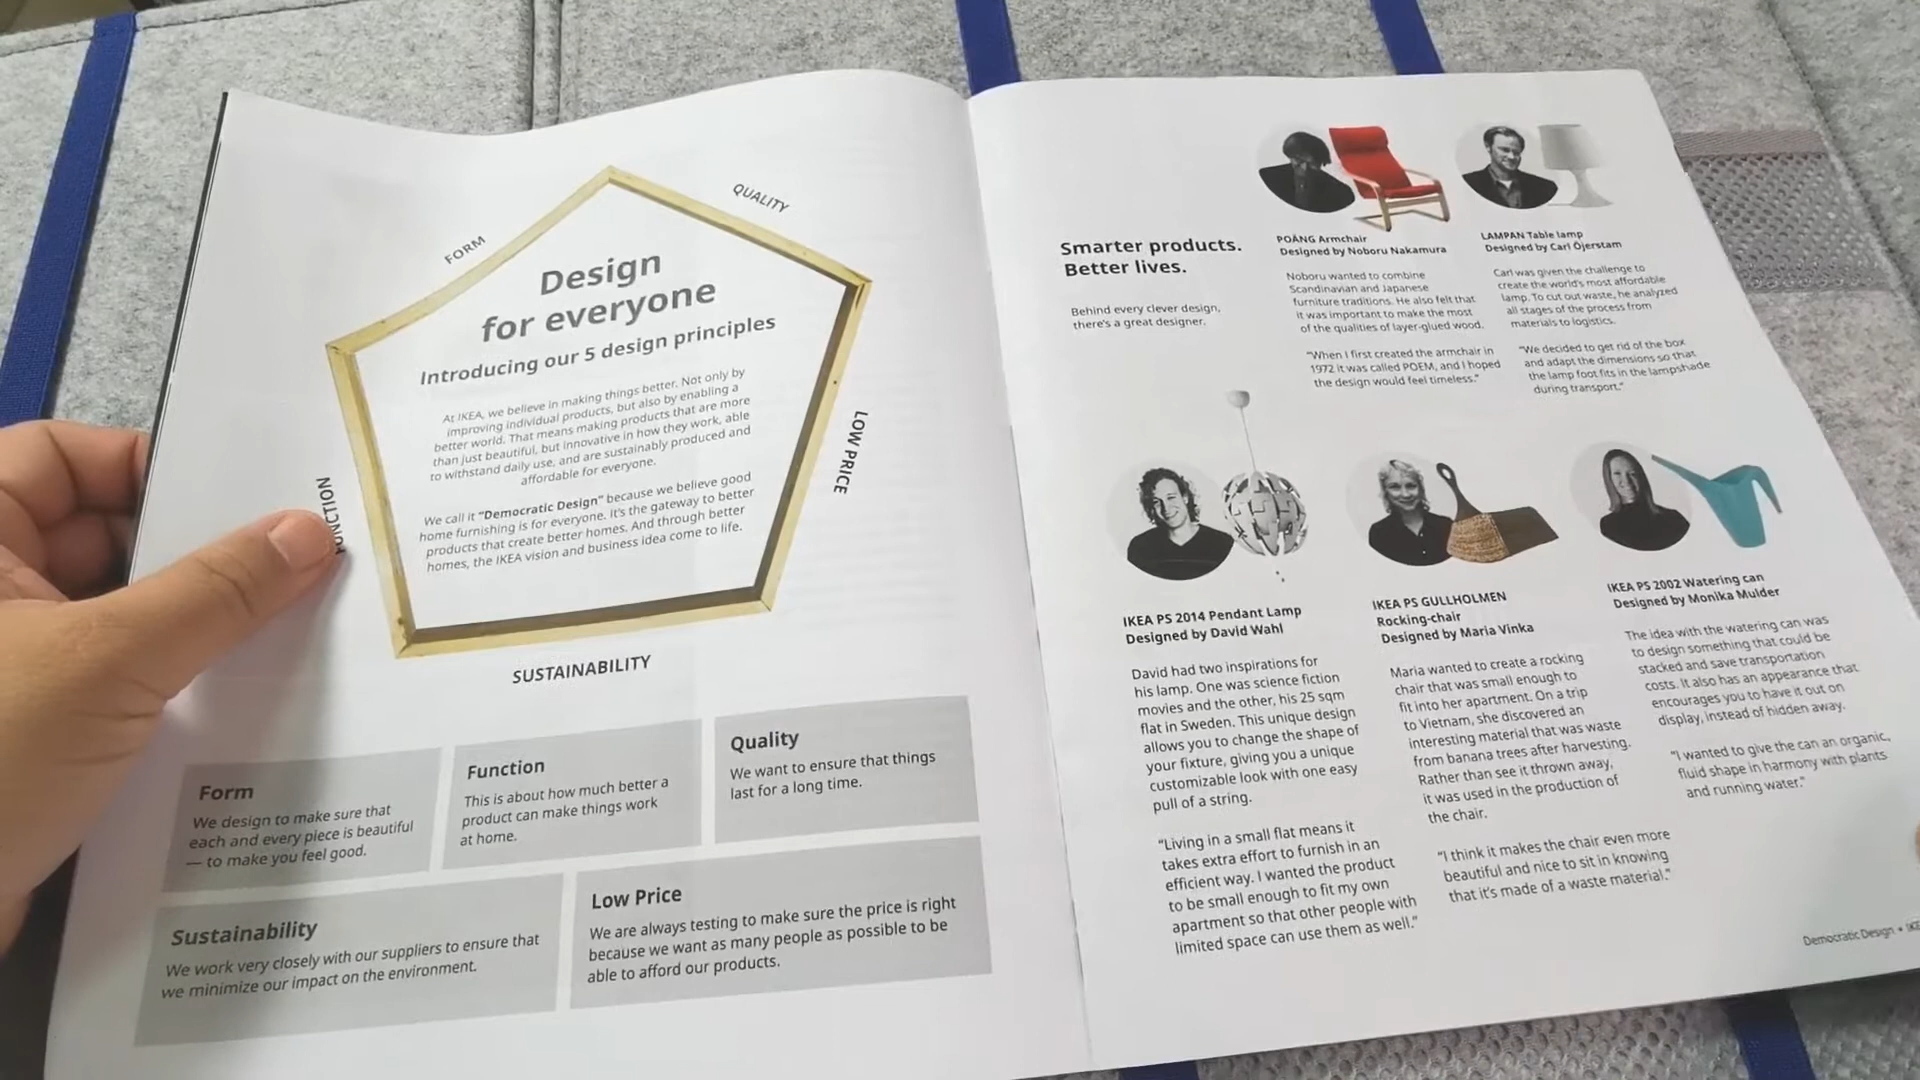 FORM
QUALITY
FUNCTION
LOW PRICE
SUSTAINABILITY
Design
for everyone
Introducing our 5 design principles
At IKEA, we believe in making things better. Not only by
improving individual products, but also by enabling a
better world. That means making products that are more
than just beautiful, but innovative in how they work, able
to withstand daily use, and are sustainably produced and
affordable for everyone.
We call it “Democratic Design” because we believe good
home furnishing is for everyone. It's the gateway to better
products that create better homes. And through better
homes, the IKEA vision and business idea come to life.
Form
We design to make sure that
each and every piece is beautiful
— to make you feel good.
Function
This is about how much better a
product can make things work
at home.
Quality
We want to ensure that things
last for a long time.
Sustainability
We work very closely with our suppliers to ensure that
we minimize our impact on the environment.
Low Price
We are always testing to make sure the price is right
because we want as many people as possible to be
able to afford our products.
Smarter products.
Better lives.
Behind every clever design,
there's a great designer.
POÄNG Armchair
Designed by Noboru Nakamura
Noboru wanted to combine
Scandinavian and Japanese
furniture traditions. He also felt that
it was important to make the most
of the qualities of layer-glued wood.
“When I first created the armchair in
1972 it was called POEM, and I hoped
the design would feel timeless.”
LAMPAN Table lamp
Designed by Carl Öjerstam
Carl was given the challenge to
create the world's most affordable
lamp. To cut out waste, he analyzed
all stages of the process from
materials to logistics.
“We decided to get rid of the box
and adapt the dimensions so that
the lamp foot fits in the lampshade
during transport.”
IKEA PS 2014 Pendant Lamp
Designed by David Wahl
David had two inspirations for
his lamp. One was science fiction
movies and the other, his 25 sqm
flat in Sweden. This unique design
allows you to change the shape of
your fixture, giving you a unique
customizable look with one easy
pull of a string.
“Living in a small flat means it
takes extra effort to furnish in an
efficient way. I wanted the product
to be small enough to fit my own
apartment so that other people with
limited space can use them as well.”
IKEA PS GULLHOLMEN
Rocking-chair
Designed by Maria Vinka
Maria wanted to create a rocking
chair that was small enough to
fit into her apartment. On a trip
to Vietnam, she discovered an
interesting material that was waste
from banana trees after harvesting.
Rather than see it thrown away,
it was used in the production of
the chair.
“I think it makes the chair even more
beautiful and nice to sit in knowing
that it's made of a waste material.”
IKEA PS 2002 Watering can
Designed by Monika Mulder
The idea with the watering can was
to design something that could be
stacked and save transportation
costs. It also has an appearance that
encourages you to have it out on
display, instead of hidden away.
“I wanted to give the can an organic,
fluid shape in harmony with plants
and running water.”
Democratic Design •